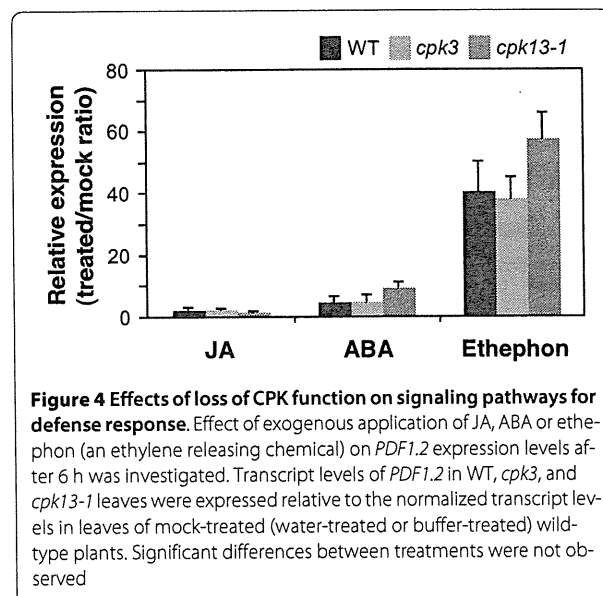 WT cpk3 cpk13-1
Relative expression
(treated/mock ratio)
80
60
40
20
0
JA ABA Ethephon
Figure 4 Effects of loss of CPK function on signaling pathways for
defense response. Effect of exogenous application of JA, ABA or ethe-
phon (an ethylene releasing chemical) on PDF1.2 expression levels af-
ter 6 h was investigated. Transcript levels of PDF1.2 in WT, cpk3, and
cpk13-1 leaves were expressed relative to the normalized transcript lev-
els in leaves of mock-treated (water-treated or buffer-treated) wild-
type plants. Significant differences between treatments were not ob-
served